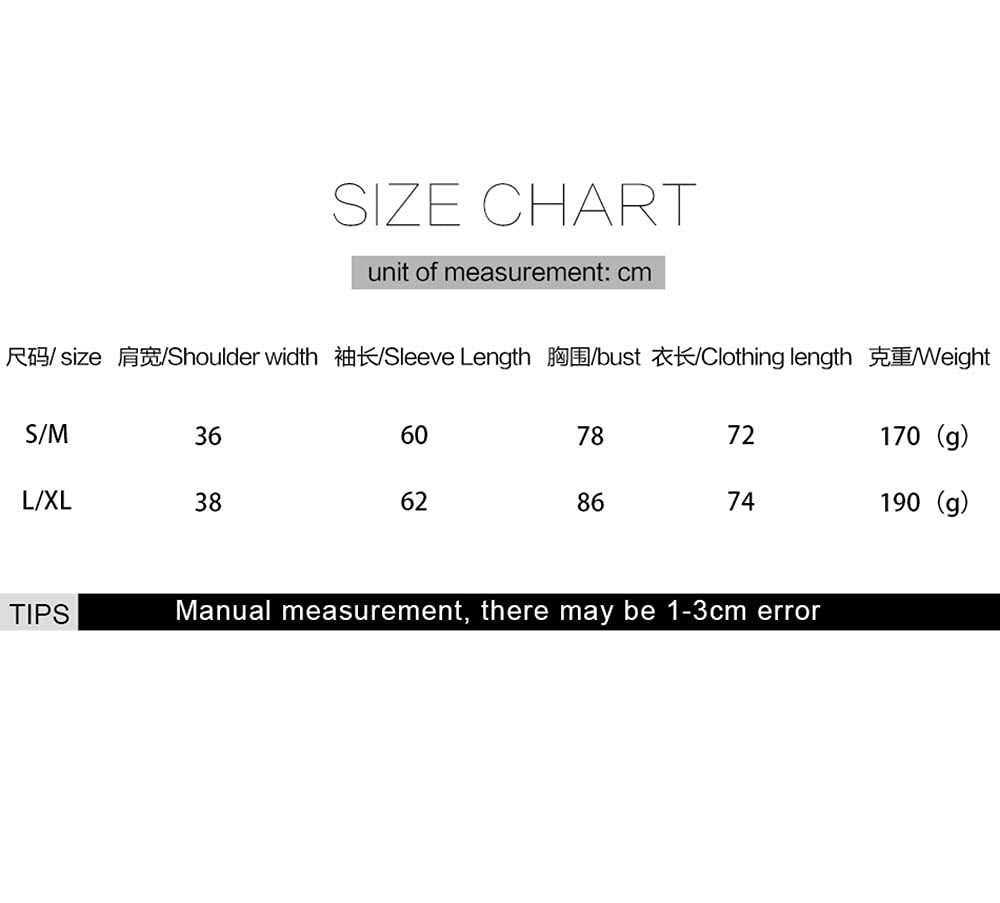 SIZE CHART
unit of measurement: cm
尺码/ size 肩宽/Shoulder width 袖长/Sleeve Length 胸围/bust 衣长/Clothing length 克重/Weight
S/M 36 60 78 72 170（g）
L/XL 38 62 86 74 190（g）
TIPS Manual measurement, there may be 1-3cm error